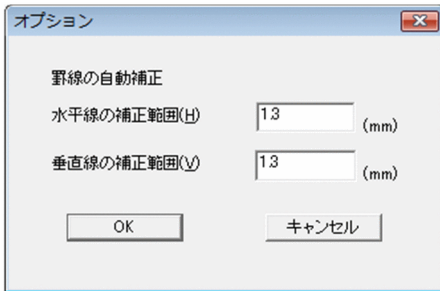 オプション
罫線の自動補正
水平線の補正範囲(H) 1.3 (mm)
垂直線の補正範囲(V) 1.3 (mm)
OK キャンセル